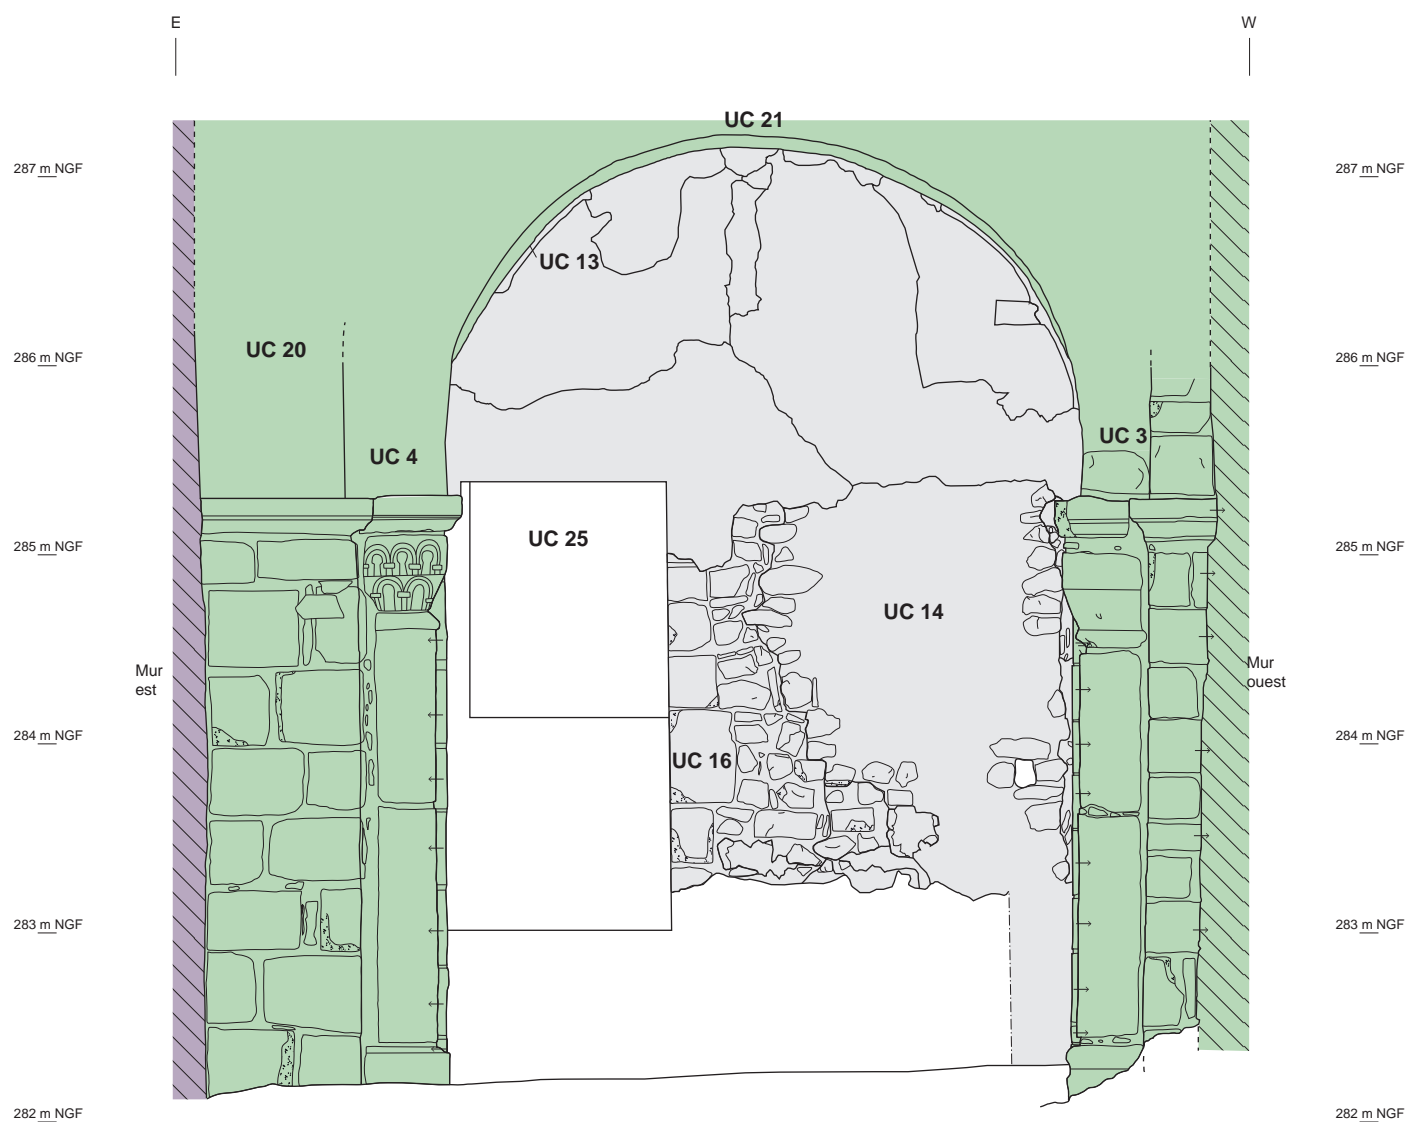 E
W
UC 21
287 m NGF
287 m NGF
UC 13
UC 20
286 m NGF
286 m NGF
UC 3
UC 4
UC 25
285 m NGF
285 m NGF
UC 14
Mur
est
Mur
ouest
284 m NGF
284 m NGF
UC 16
283 m NGF
283 m NGF
282 m NGF
282 m NGF